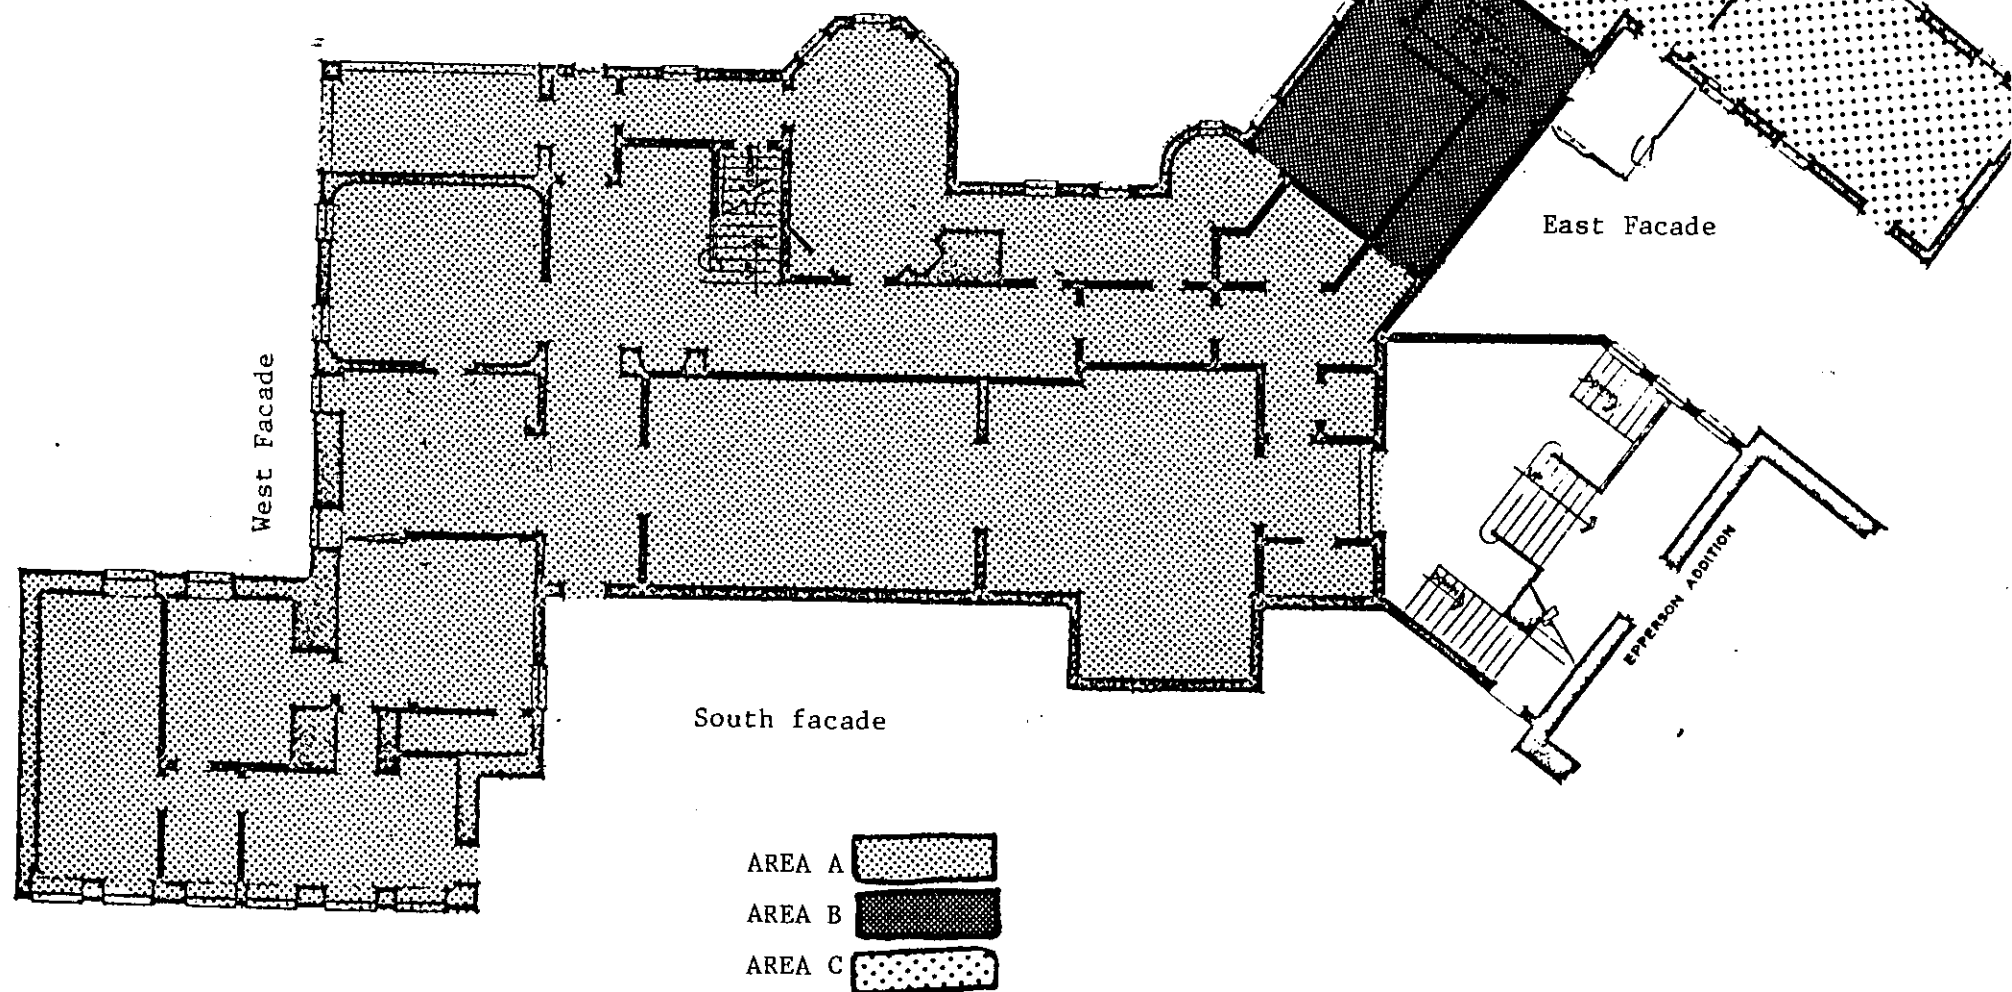 East Facade
West Facade
EPPERSON ADDITION
South facade
AREA A
AREA B
AREA C